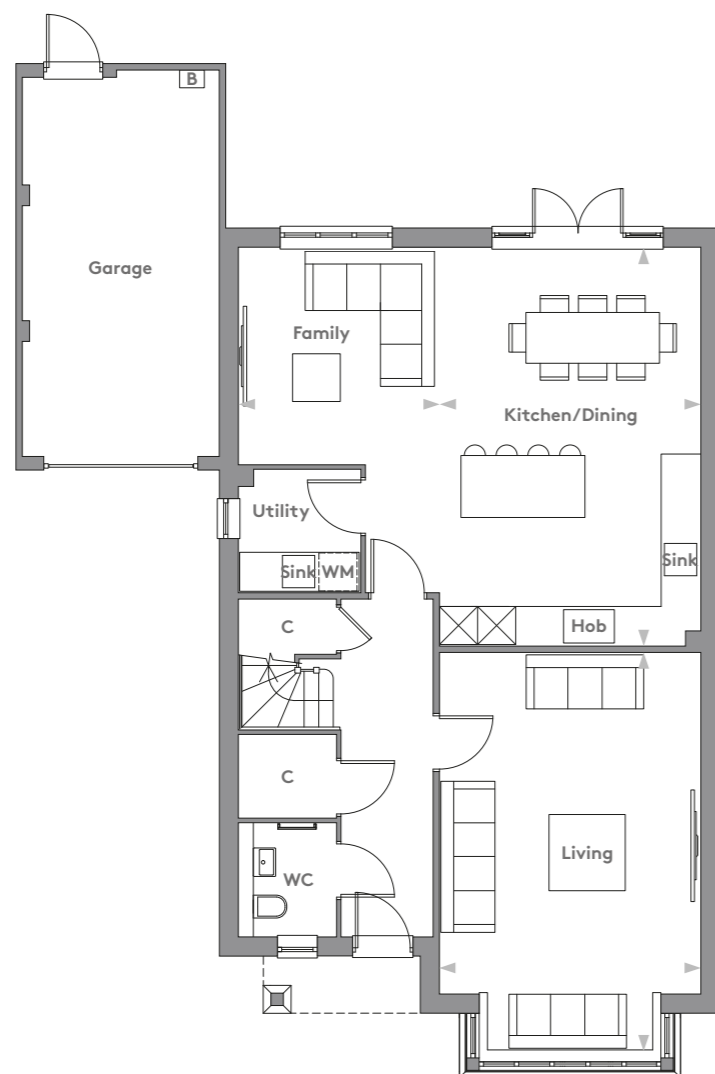 B
Garage
Family
Kitchen/Dining
Utility
Sink WM
Sink
C
Hob
C
Living
WC